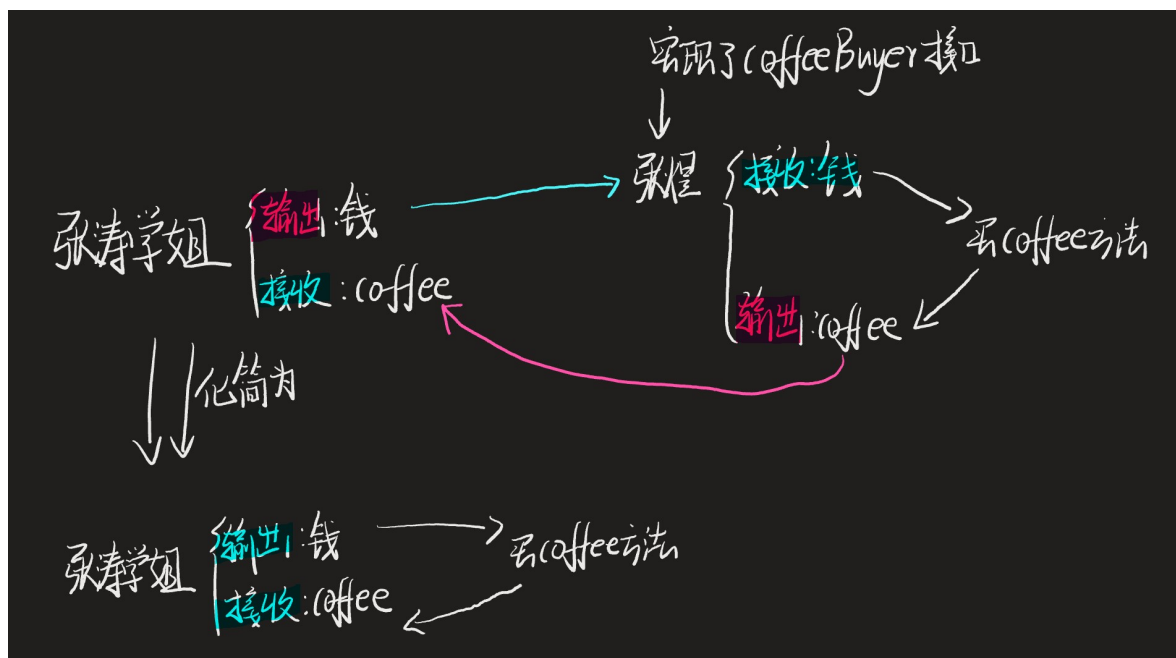 实现了coffeeBuyer接口
张煜
接收:钱
买coffee方法
输出:coffee
张涛学姐
输出:钱
接收:coffee
化简为
张涛学姐
输出:钱
接收:coffee
买coffee方法